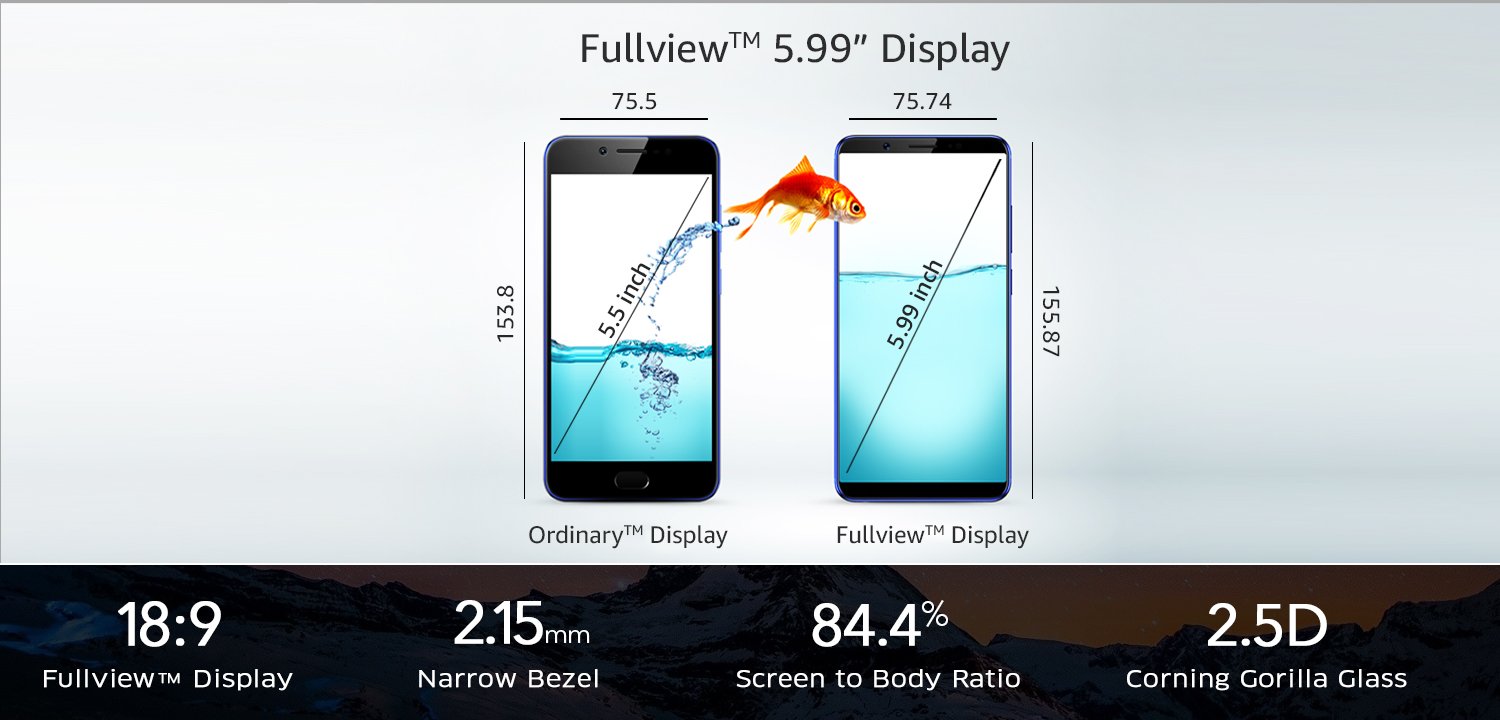 Fullview™ 5.99” Display
75.5
75.74
153.8
5.5 inch
5.99 inch
155.87
Ordinary™ Display
Fullview™ Display
18:9
Fullview™ Display
2.15mm
Narrow Bezel
84.4%
Screen to Body Ratio
2.5D
Corning Gorilla Glass